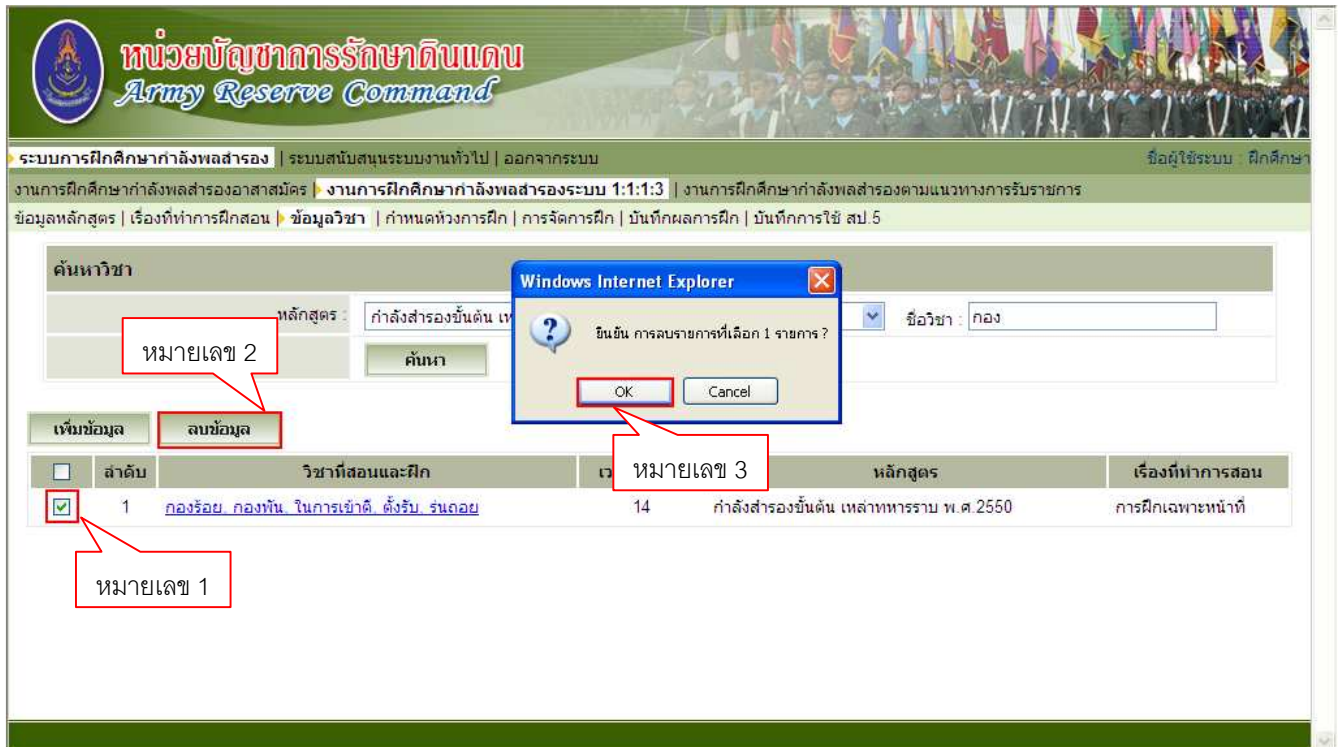 หน่วยบัญชาการรักษาดินแดน
Army Reserve Command
ระบบการฝึกศึกษากำลังพลสำรอง | ระบบสนับสนุนระบบงานทั่วไป | ออกจากระบบ ชื่อผู้ใช้ระบบ : ฝึกศึกษา
งานการฝึกศึกษากำลังพลสำรองอาสาสมัคร | งานการฝึกศึกษากำลังพลสำรองระบบ 1:1:1:3 | งานการฝึกศึกษากำลังพลสำรองตามแนวทางการรับราชการ
ข้อมูลหลักสูตร | เรื่องที่ทำการฝึกสอน | ข้อมูลวิชา | กำหนดห้วงการฝึก | การจัดการฝึก | บันทึกผลการฝึก | บันทึกการใช้ สป.5
ค้นหาวิชา
Windows Internet Explorer
หลักสูตร : กำลังสำรองขั้นต้น ชื่อวิชา : กอง
ยืนยัน การลบรายการที่เลือก 1 รายการ ?
หมายเลข 2
ค้นหา
OK Cancel
เพิ่มข้อมูล ลบข้อมูล
หมายเลข 3
ลำดับ วิชาที่สอนและฝึก หลักสูตร เรื่องที่ทำการสอน
1 กองร้อย, กองพัน, ในการเข้าตี, ตั้งรับ, ร่นถอย 14 กำลังสำรองขั้นต้น เหล่าทหารราบ พ.ศ.2550 การฝึกเฉพาะหน้าที่
หมายเลข 1